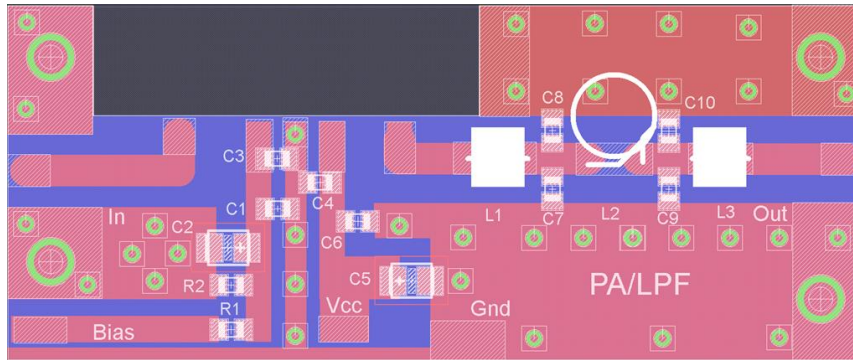 C8
C10
C3
C4
C1
In
C2
C6
L1
C7
L2
C9
L3
Out
C5
R2
R1
Bias
Vcc
Gnd
PA/LPF